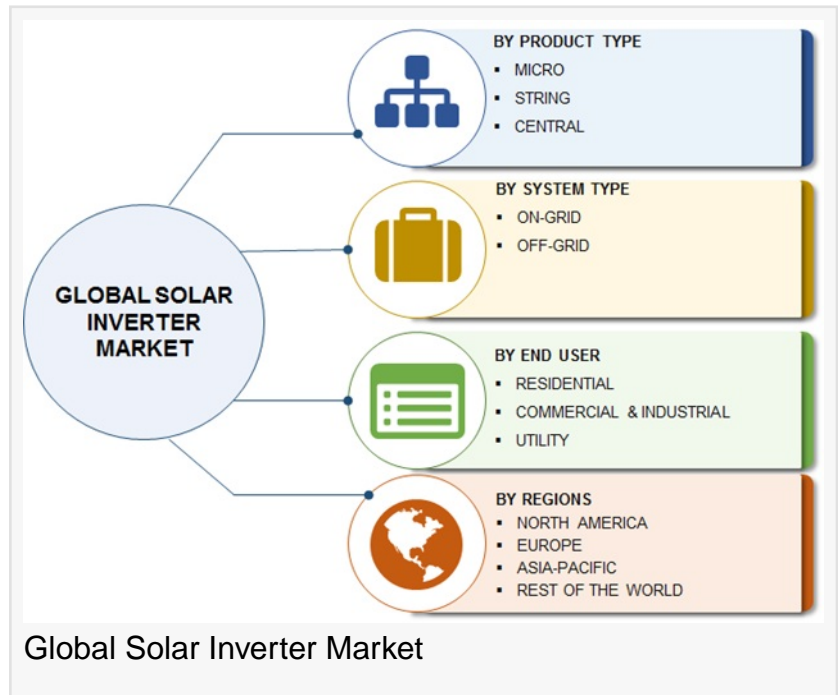 GLOBAL SOLAR
INVERTER
MARKET
BY PRODUCT TYPE
▪ MICRO
▪ STRING
▪ CENTRAL
BY SYSTEM TYPE
▪ ON-GRID
▪ OFF-GRID
BY END USER
▪ RESIDENTIAL
▪ COMMERCIAL & INDUSTRIAL
▪ UTILITY
BY REGIONS
▪ NORTH AMERICA
▪ EUROPE
▪ ASIA-PACIFIC
▪ REST OF THE WORLD
Global Solar Inverter Market